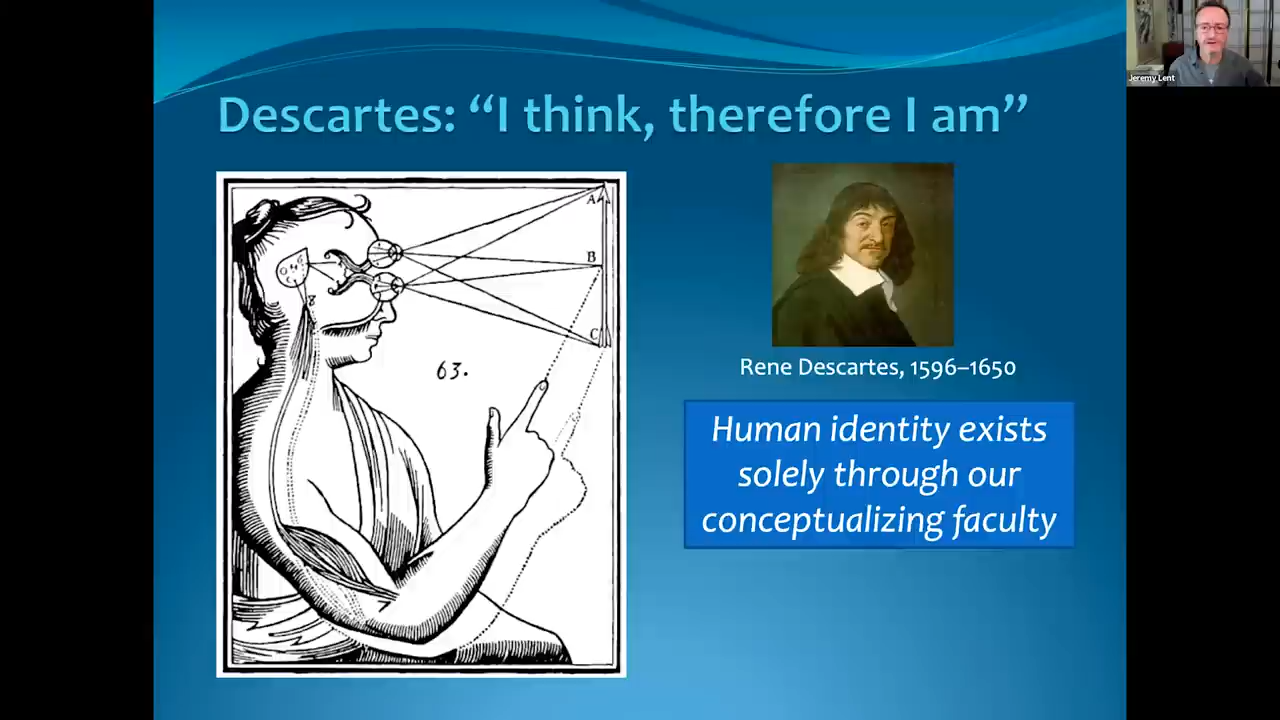 Jeremy Lent
Descartes: “I think, therefore I am”
A
B
C
8
63.
Rene Descartes, 1596–1650
Human identity exists
solely through our
conceptualizing faculty